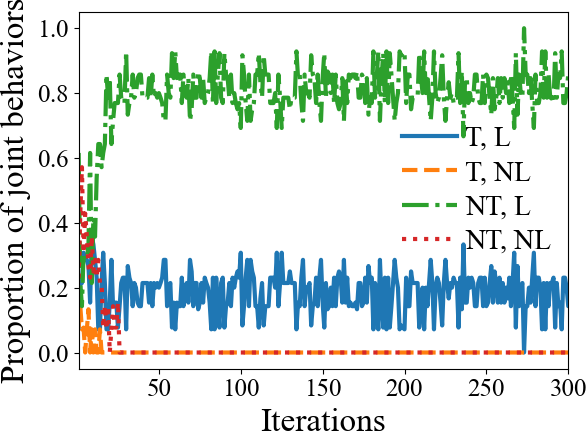 Proportion of joint behaviors
1.0
0.8
0.6
0.4
0.2
0.0
T, L
T, NL
NT, L
NT, NL
50 100 150 200 250 300
Iterations